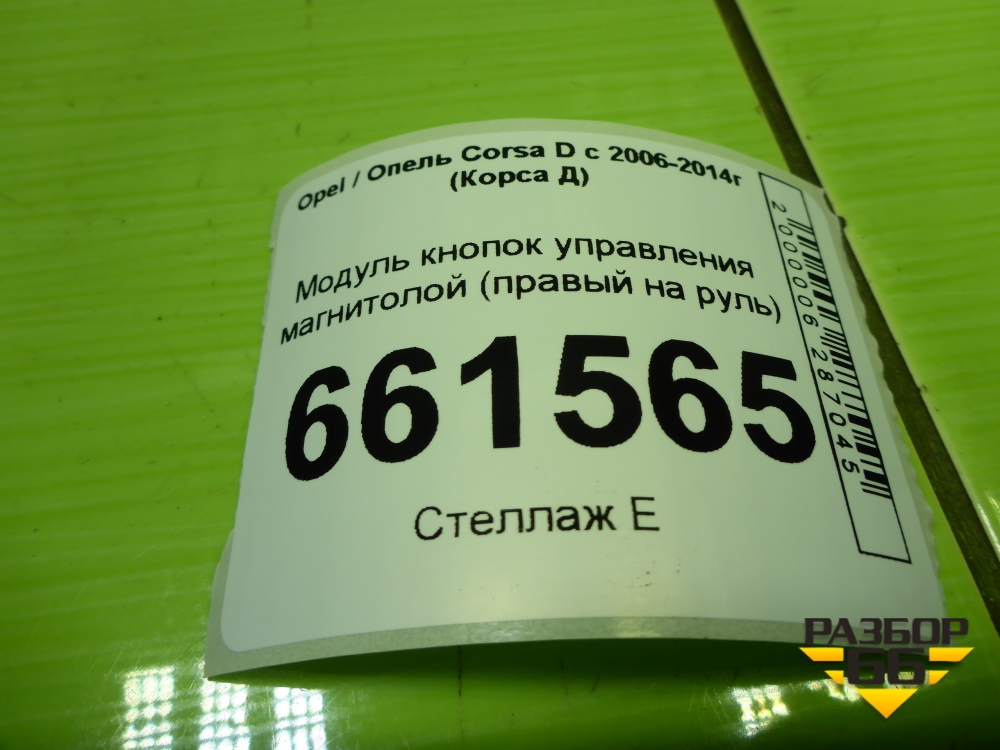 Opel / Опель Corsa D с 2006-2014г
(Корса Д)
Модуль кнопок управления
магнитолой (правый на руль)
661565
Стеллаж Е
2000006287045
РАЗБОР
66